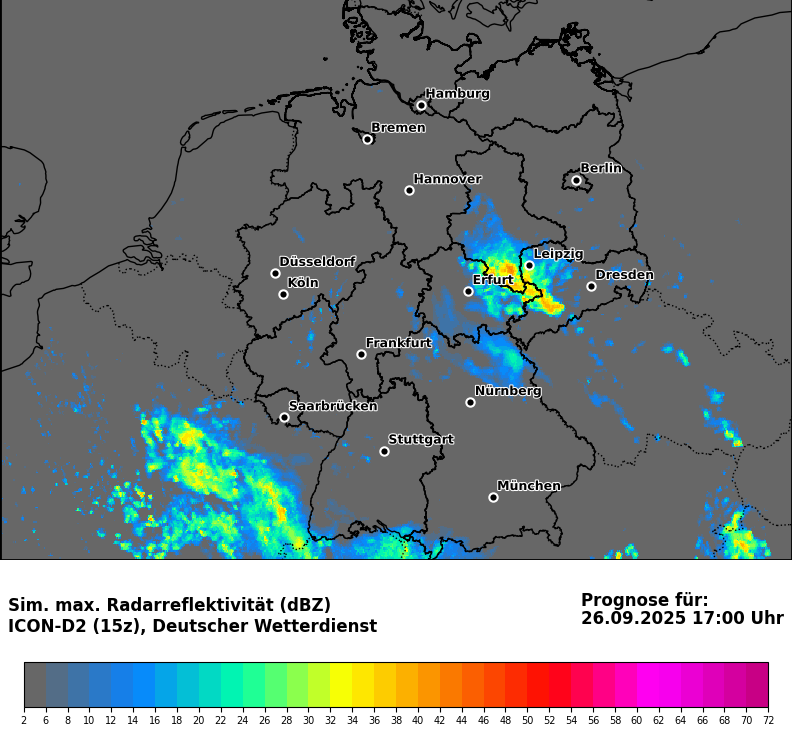 Hamburg
Bremen
Berlin
Hannover
Leipzig
Düsseldorf
Dresden
Köln
Erfurt
Frankfurt
Nürnberg
Saarbrücken
Stuttgart
München
Sim. max. Radarreflektivität (dBZ)
ICON-D2 (15z), Deutscher Wetterdienst
Prognose für:
26.09.2025 17:00 Uhr
2 6 8 10 12 14 16 18 20 22 24 26 28 30 32 34 36 38 40 42 44 46 48 50 52 54 56 58 60 62 64 66 68 70 72